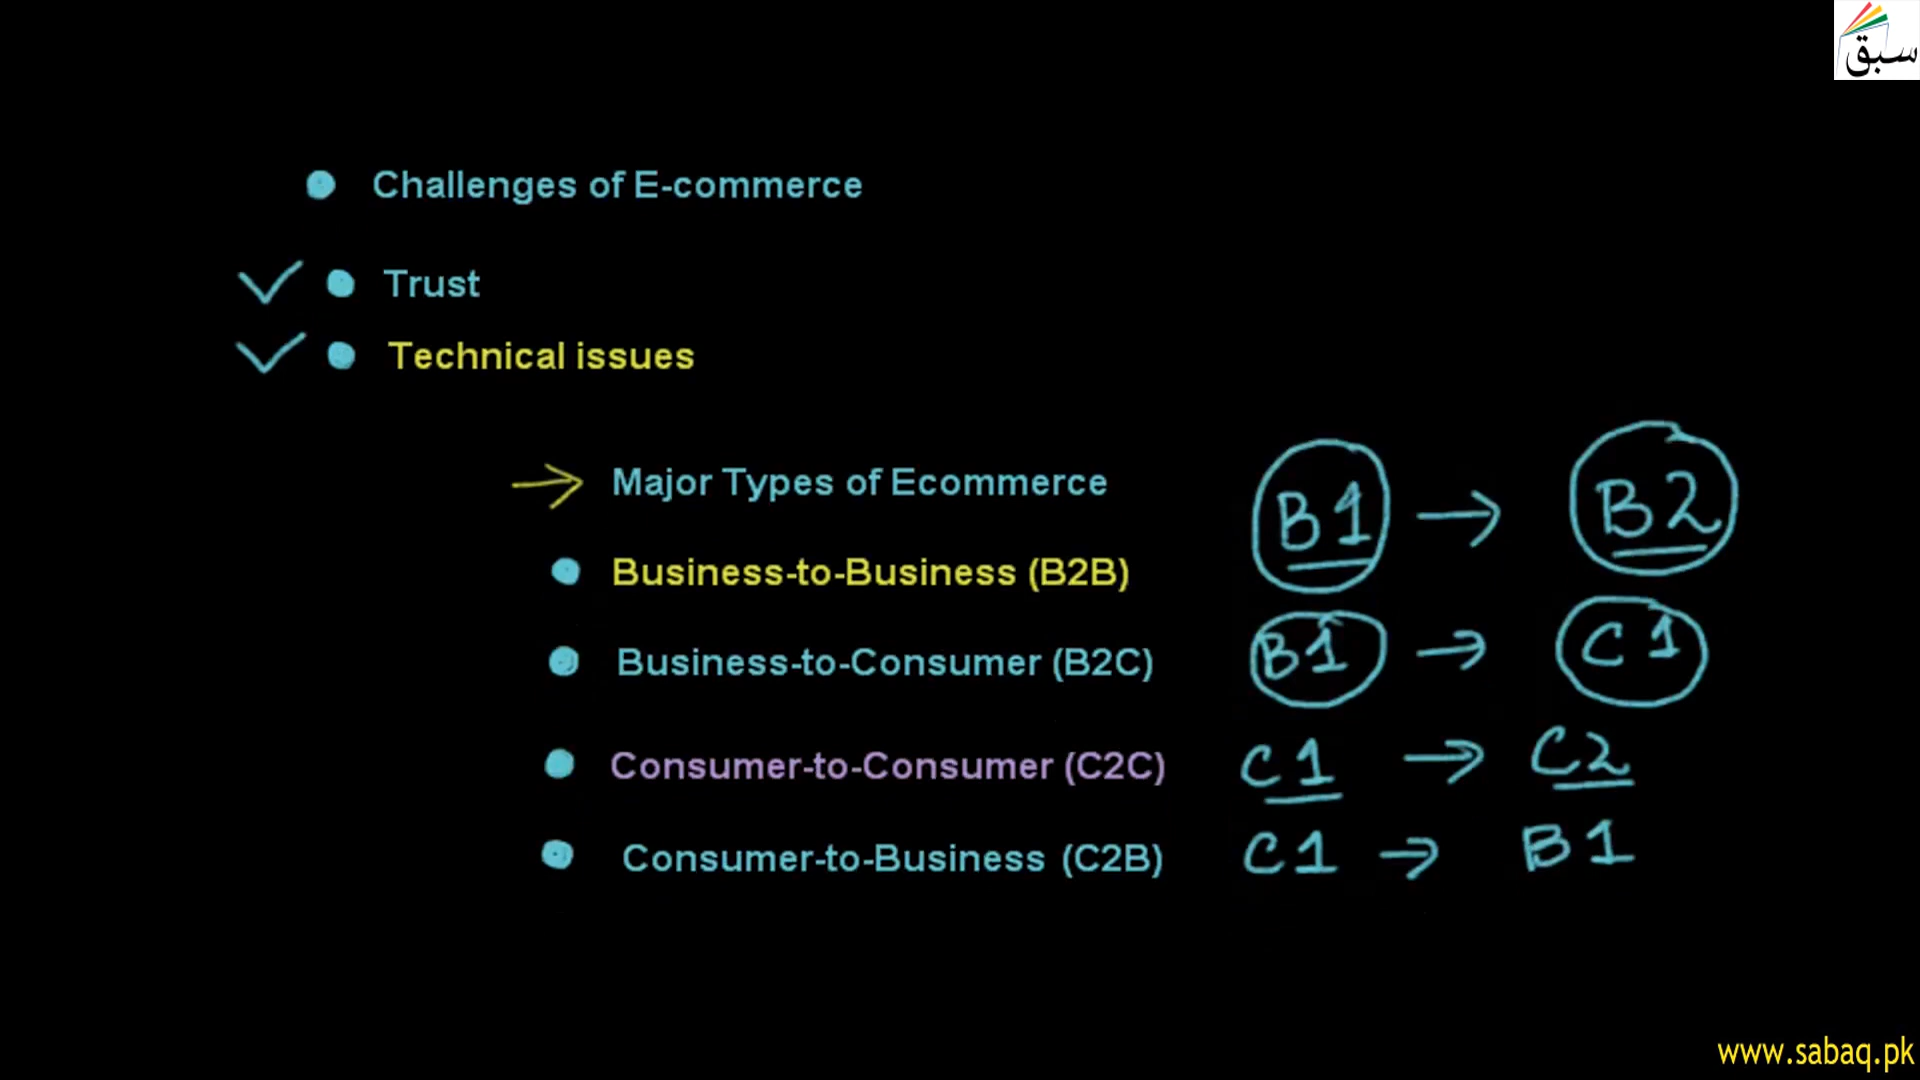 سبق
Challenges of E-commerce
Trust
Technical issues
Major Types of Ecommerce
B1 → B2
Business-to-Business (B2B)
Business-to-Consumer (B2C)
B1 → C1
Consumer-to-Consumer (C2C)
C1 → C2
Consumer-to-Business (C2B)
C1 → B1
www.sabaq.pk